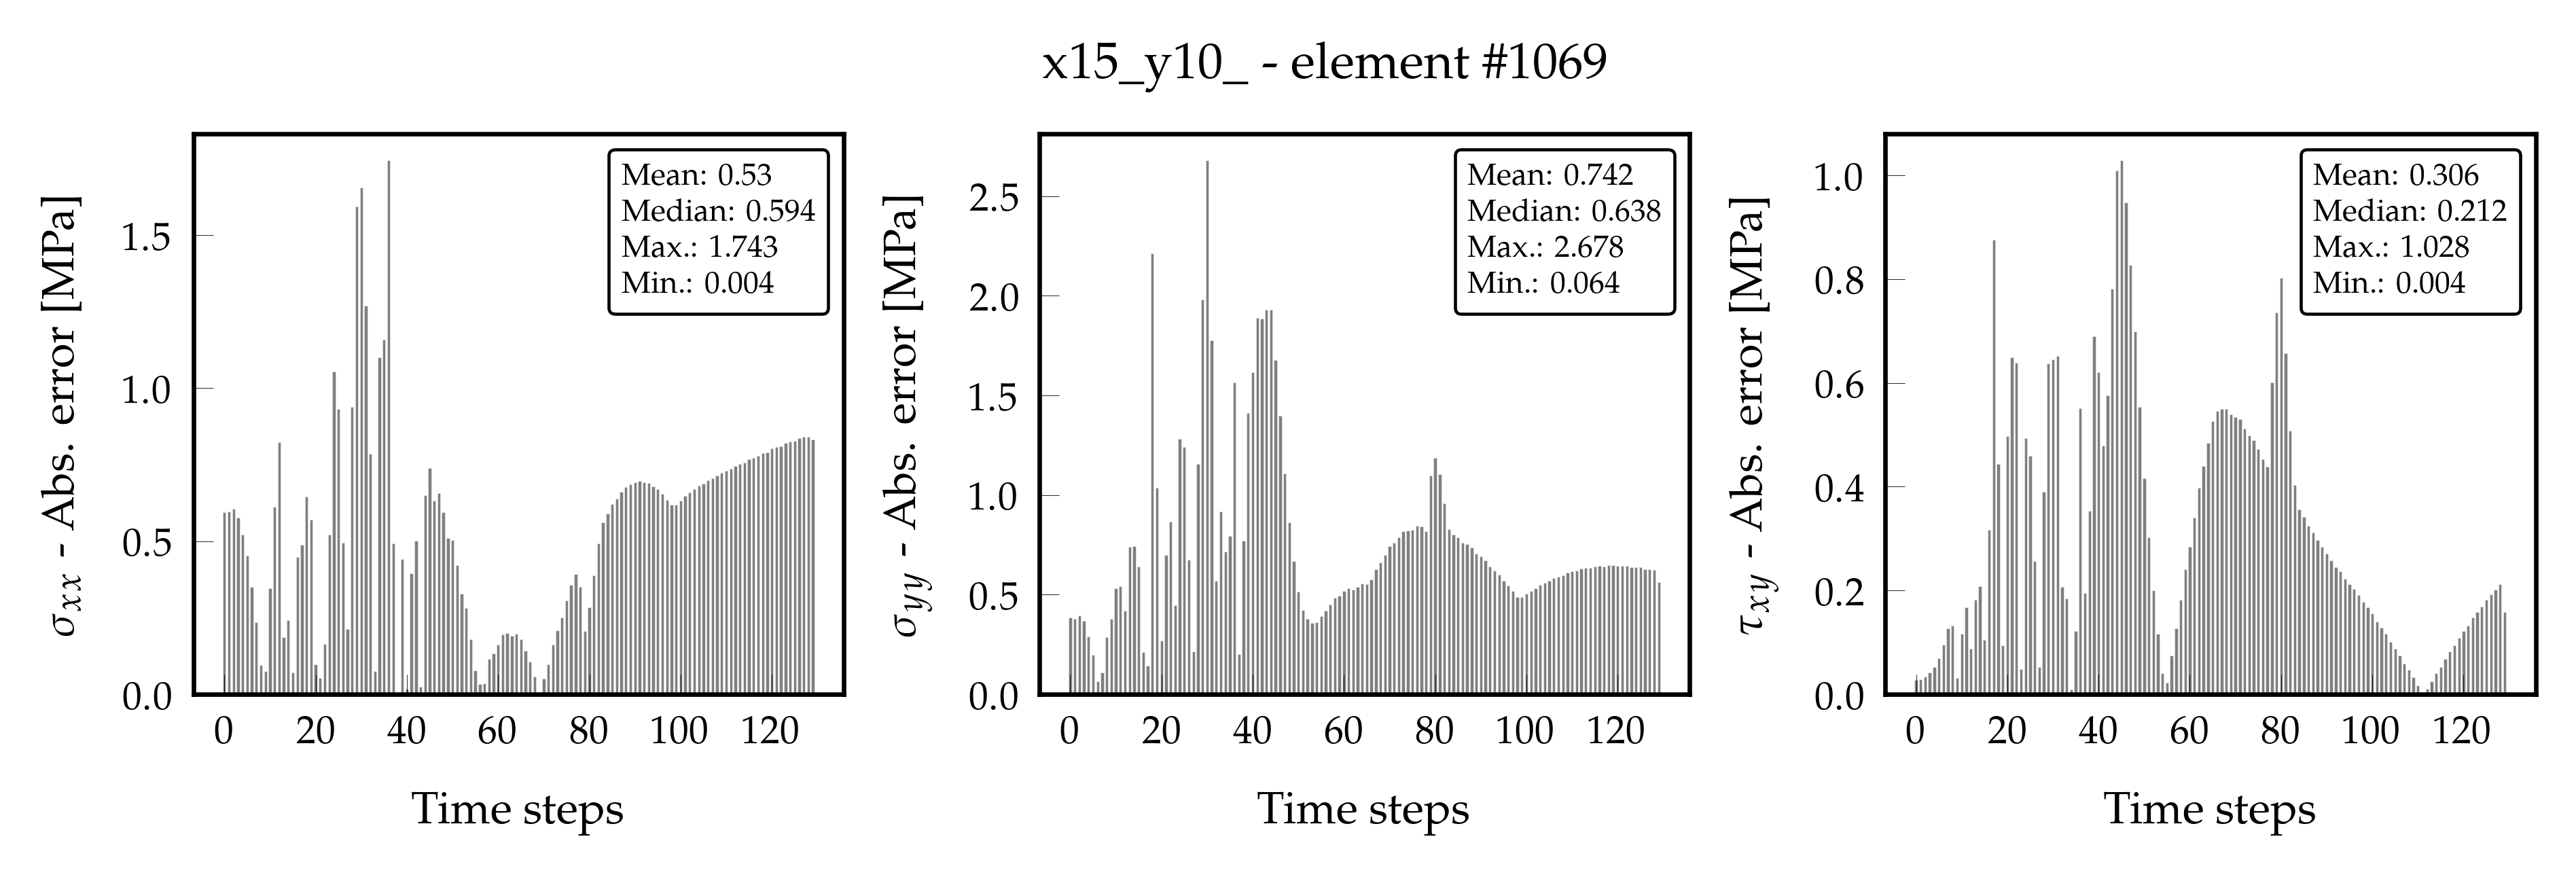 x15_y10_ - element #1069
σxx - Abs. error [MPa]
1.5
1.0
0.5
0.0
0 20 40 60 80 100 120
Time steps
Mean: 0.53
Median: 0.594
Max.: 1.743
Min.: 0.004
σyy - Abs. error [MPa]
2.5
2.0
1.5
1.0
0.5
0.0
0 20 40 60 80 100 120
Time steps
Mean: 0.742
Median: 0.638
Max.: 2.678
Min.: 0.064
τxy - Abs. error [MPa]
1.0
0.8
0.6
0.4
0.2
0.0
0 20 40 60 80 100 120
Time steps
Mean: 0.306
Median: 0.212
Max.: 1.028
Min.: 0.004